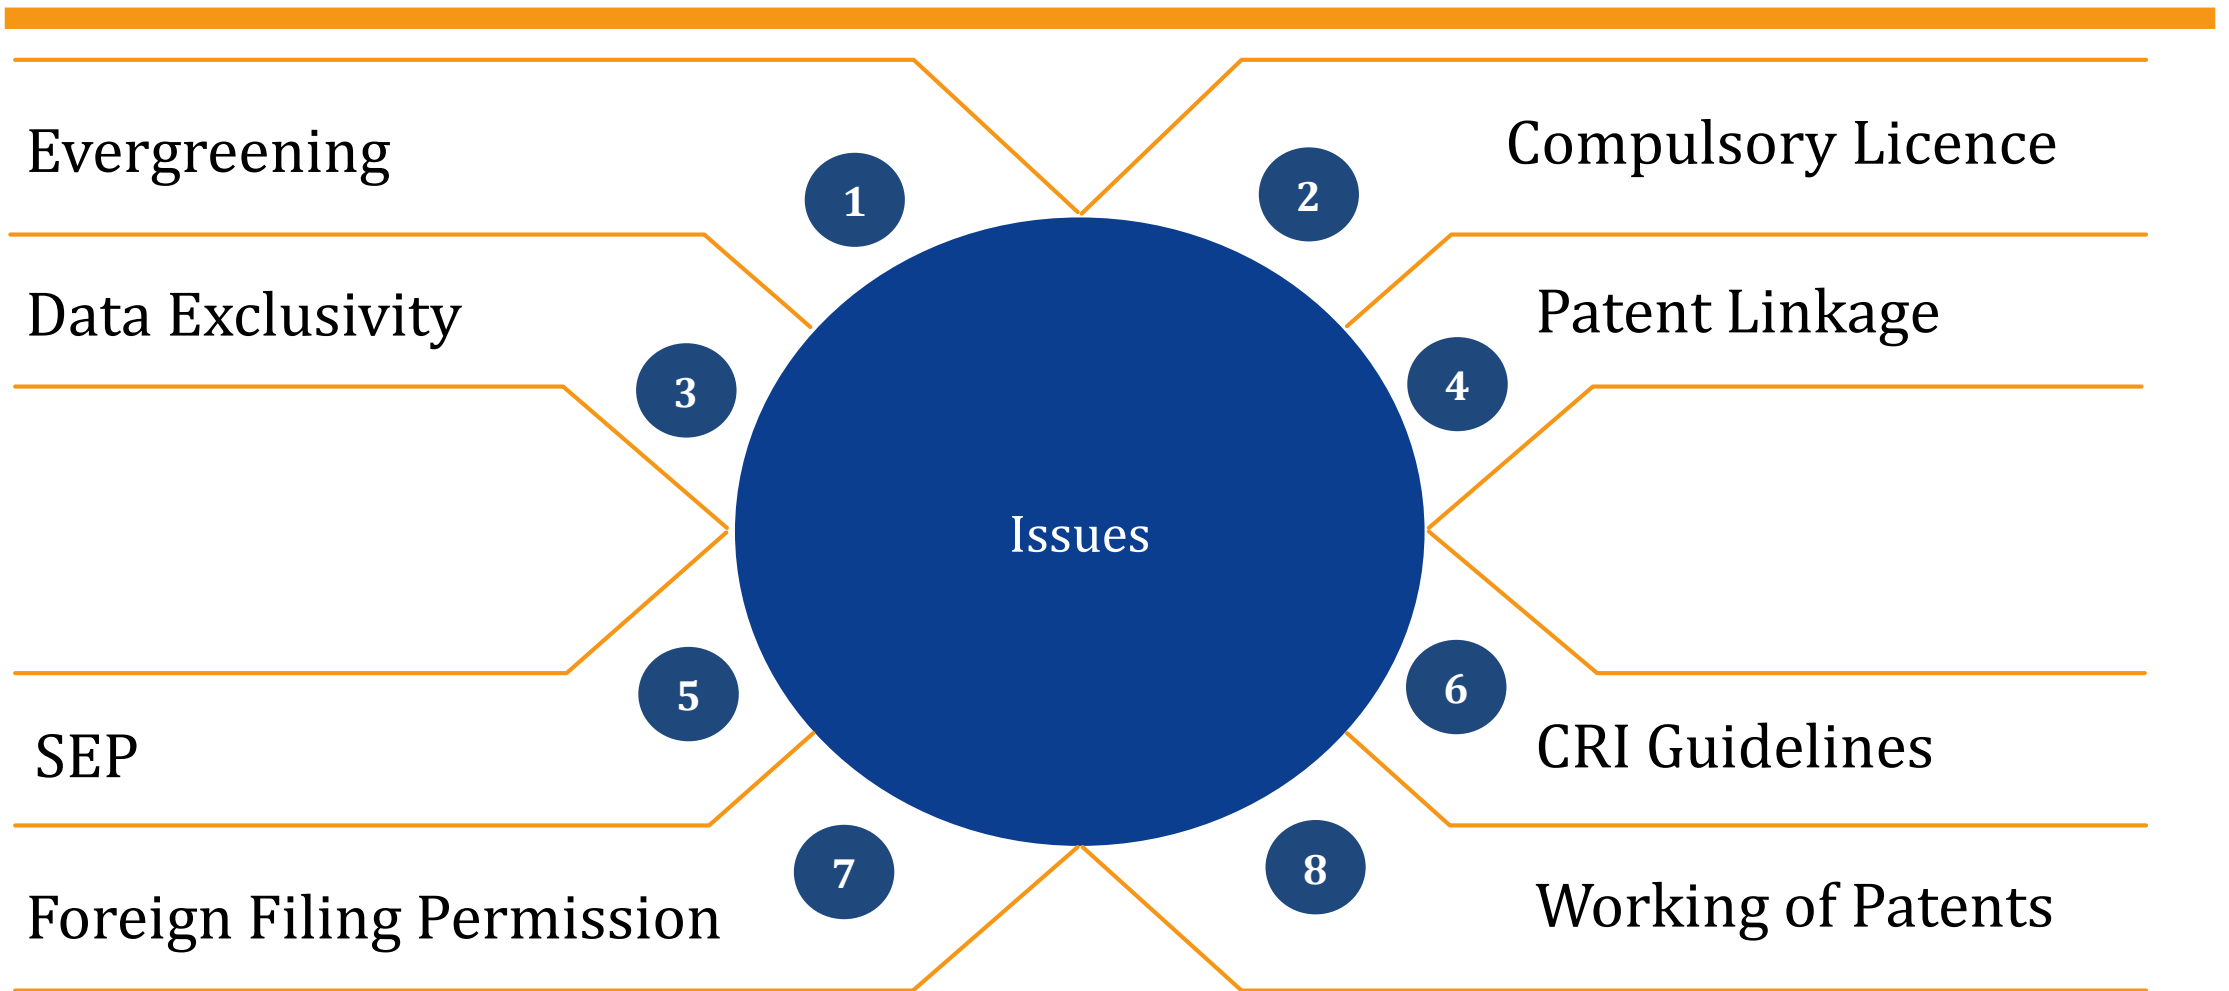 Evergreening
1
2
Compulsory Licence
Data Exclusivity
3
4
Patent Linkage
Issues
SEP
5
6
CRI Guidelines
Foreign Filing Permission
7
8
Working of Patents